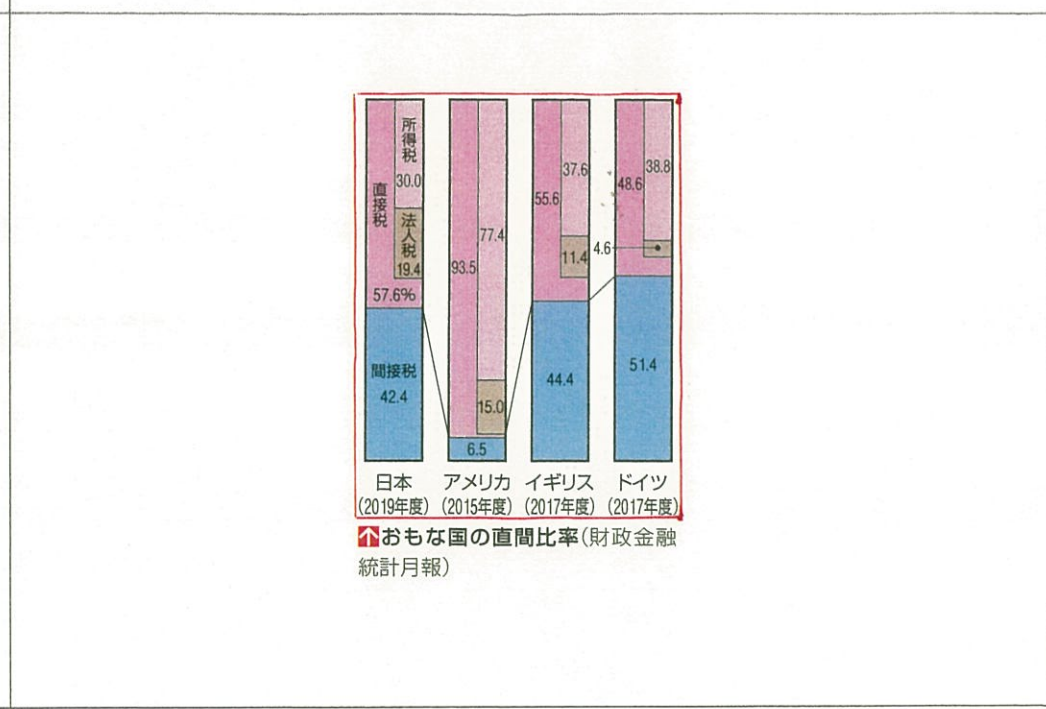 所得税
30.0
直接税
法人税
19.4
57.6%
間接税
42.4
77.4
93.5
15.0
6.5
37.6
55.6
11.4
44.4
38.8
48.6
4.6
51.4
日本 アメリカ イギリス ドイツ
(2019年度) (2015年度) (2017年度) (2017年度)
↑おもな国の直間比率(財政金融
統計月報)